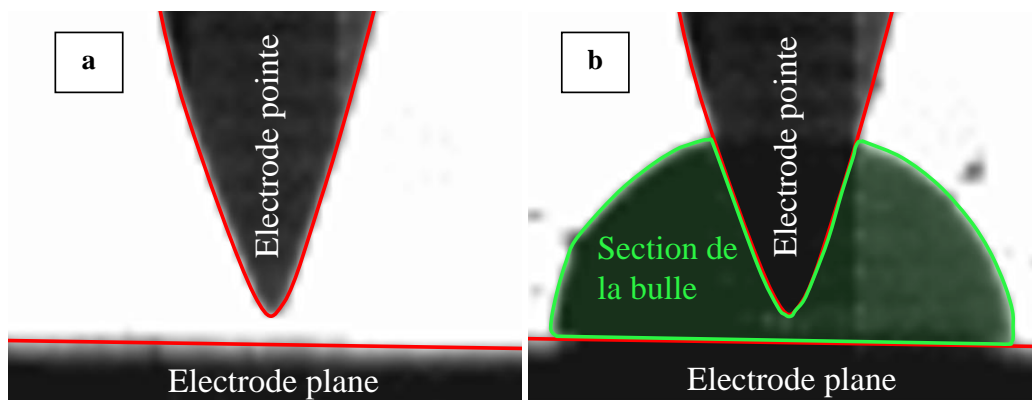 a
Electrode pointe
Electrode plane
b
Electrode pointe
Section de
la bulle
Electrode plane